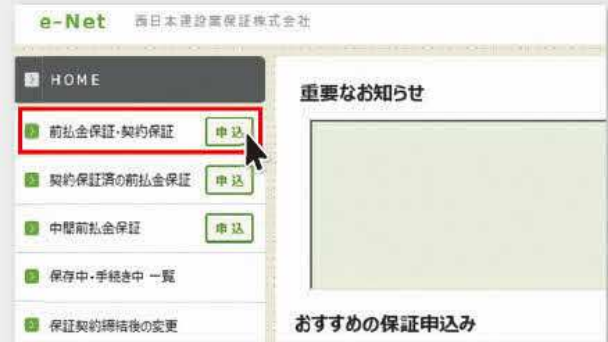 e-Net 西日本建設業保証株式会社
HOME
前払金保証・契約保証 申込
契約保証済の前払金保証 申込
中間前払金保証 申込
保存中・手続き中 一覧
保証契約締結後の変更
重要なお知らせ
おすすめの保証申込み